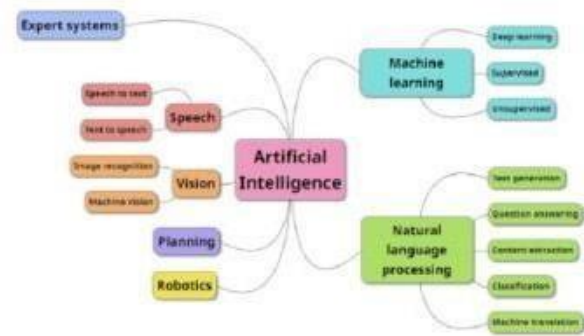 Expert systems
Speech to text
Text to speech
Speech
Image recognition
Machine vision
Vision
Planning
Robotics
Artificial
Intelligence
Machine
learning
Deep learning
Supervised
Unsupervised
Natural
language
processing
Text generation
Question answering
Content extraction
Classification
Machine translation